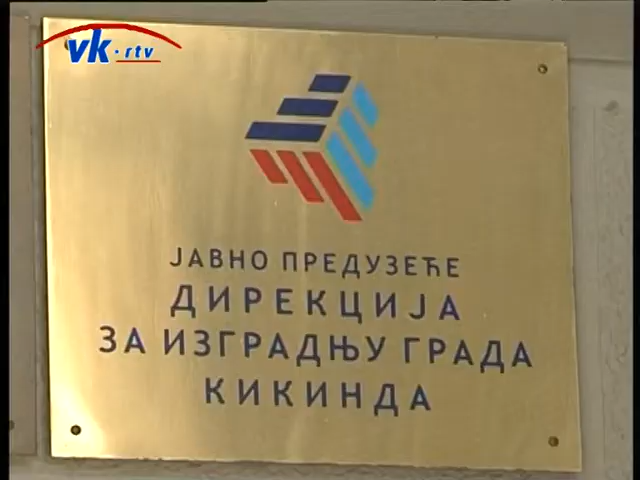 vk·rtv
ЈАВНО ПРЕДУЗЕЋЕ
ДИРЕКЦИЈА
ЗА ИЗГРАДЊУ ГРАДА
КИКИНДА